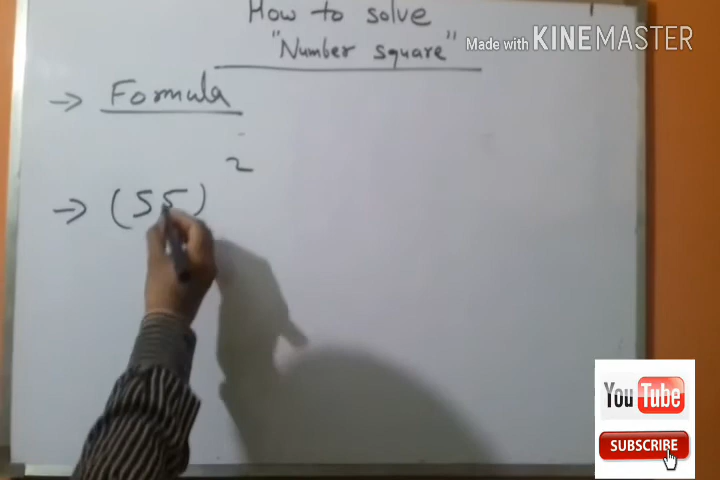 How to solve
"Number square"
Made with KINEMASTER
→ Formula
→ (55)²
You Tube
SUBSCRIBE